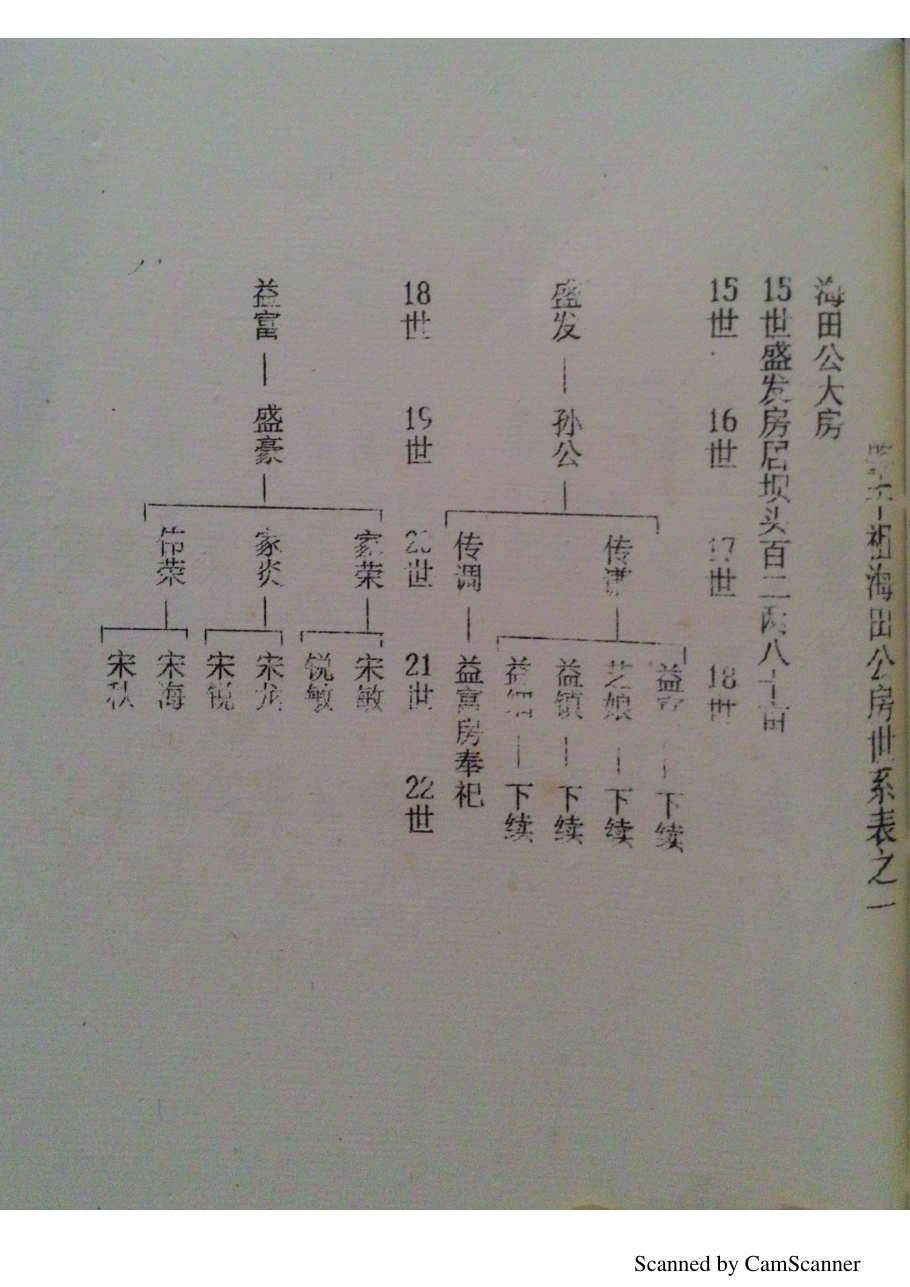 祖海田公房世系表之一
海田公大房
15世盛发房居坝头百二两八十亩
15世 16世 17世 18世
盛发 孙公
传
益
艺娘 下续
益镇 下续
益 下续
下续
传调 益富房奉祀
18世 19世 20世 21世 22世
益富 盛豪
家荣 宋敏 锐敏
家炎 宋龙 宋锐
伟荣 宋海 宋秋
Scanned by CamScanner